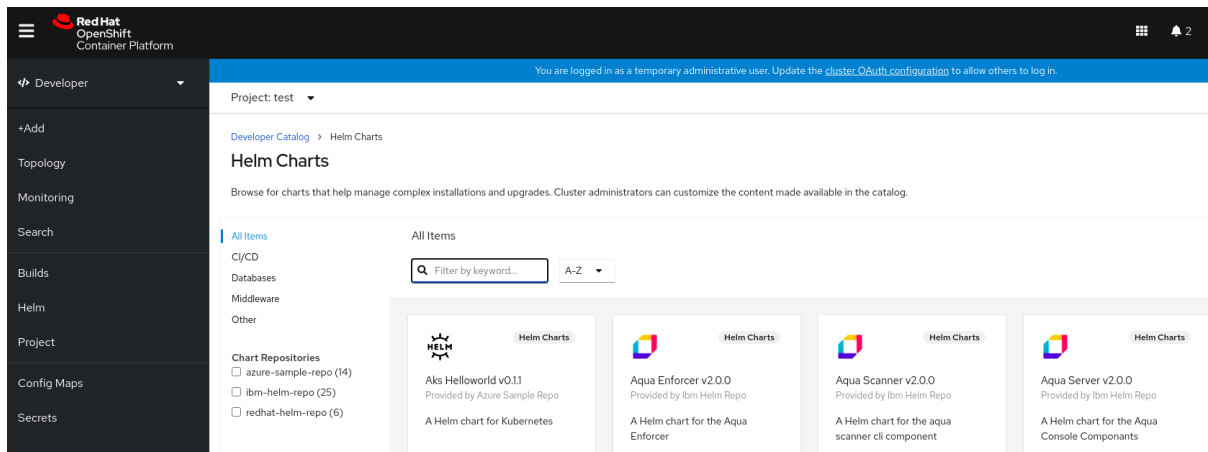 Red Hat
OpenShift
Container Platform
2
Developer
You are logged in as a temporary administrative user. Update the cluster OAuth configuration to allow others to log in.
Project: test
+Add
Topology
Monitoring
Search
Builds
Helm
Project
Config Maps
Secrets
Developer Catalog > Helm Charts
Helm Charts
Browse for charts that help manage complex installations and upgrades. Cluster administrators can customize the content made available in the catalog.
All Items
CI/CD
Databases
Middleware
Other
Chart Repositories
azure-sample-repo (14)
ibm-helm-repo (25)
redhat-helm-repo (6)
All Items
Filter by keyword...
A-Z
HELM
Helm Charts
Aks Helloworld v0.1.1
Provided by Azure Sample Repo
A Helm chart for Kubernetes
Helm Charts
Aqua Enforcer v2.0.0
Provided by Ibm Helm Repo
A Helm chart for the Aqua
Enforcer
Helm Charts
Aqua Scanner v2.0.0
Provided by Ibm Helm Repo
A Helm chart for the aqua
scanner cli component
Helm Charts
Aqua Server v2.0.0
Provided by Ibm Helm Repo
A Helm chart for the Aqua
Console Componants